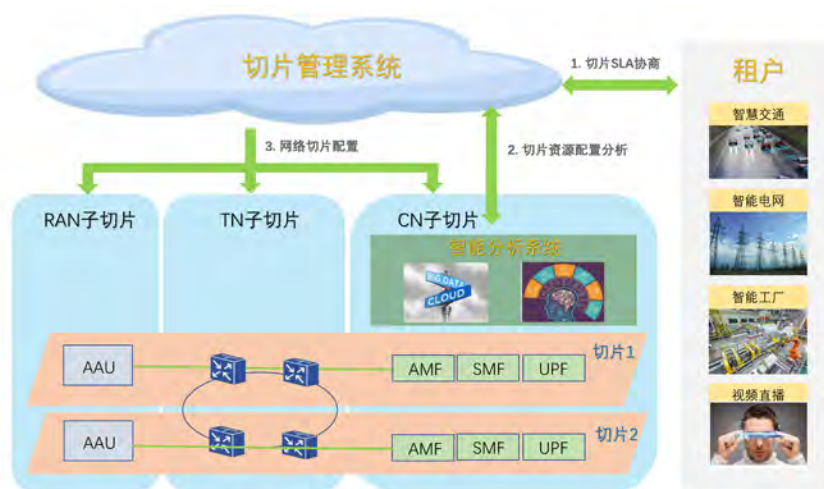 切片管理系统
1. 切片SLA协商
租户
智慧交通
3. 网络切片配置
2. 切片资源配置分析
智能电网
RAN子切片
TN子切片
CN子切片
智能分析系统
BIG DATA
CLOUD
智能工厂
切片1
AAU
AMF
SMF
UPF
视频直播
切片2
AAU
AMF
SMF
UPF